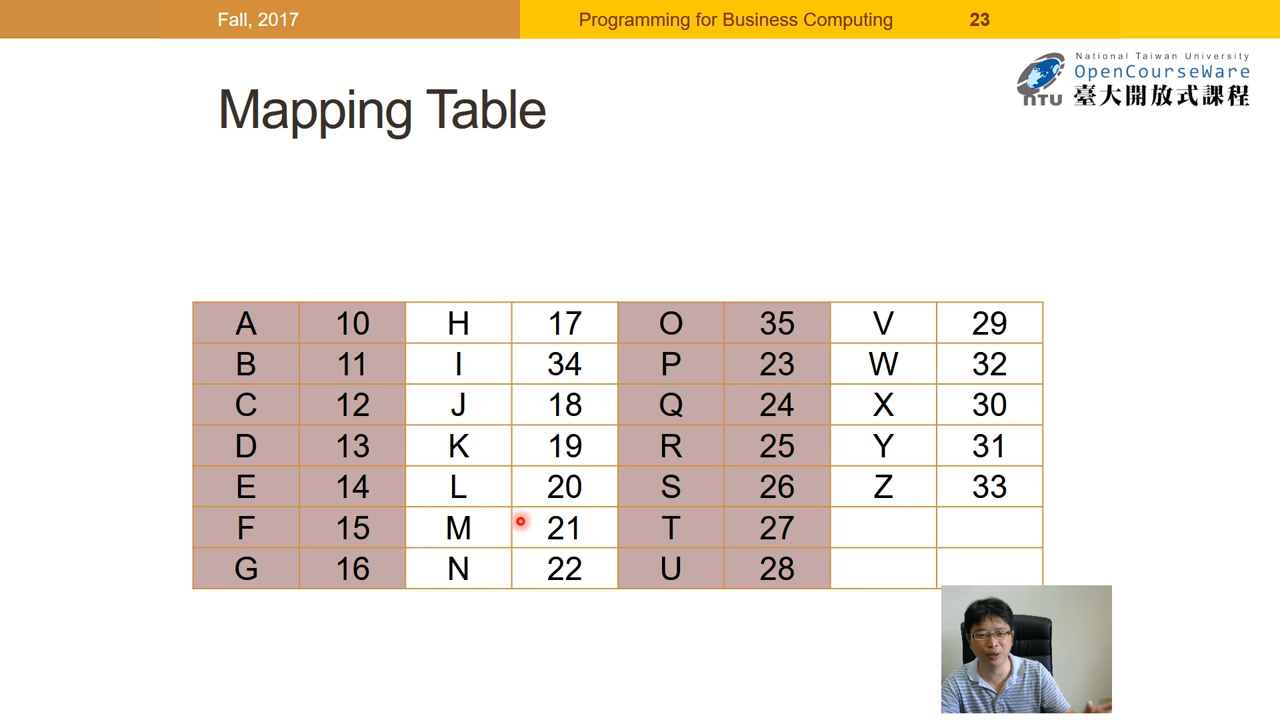 Fall, 2017
Programming for Business Computing
23
National Taiwan University
OpenCourseWare
NTU 臺大開放式課程
Mapping Table
A 10 H 17 O 35 V 29
B 11 I 34 P 23 W 32
C 12 J 18 Q 24 X 30
D 13 K 19 R 25 Y 31
E 14 L 20 S 26 Z 33
F 15 M 21 T 27
G 16 N 22 U 28